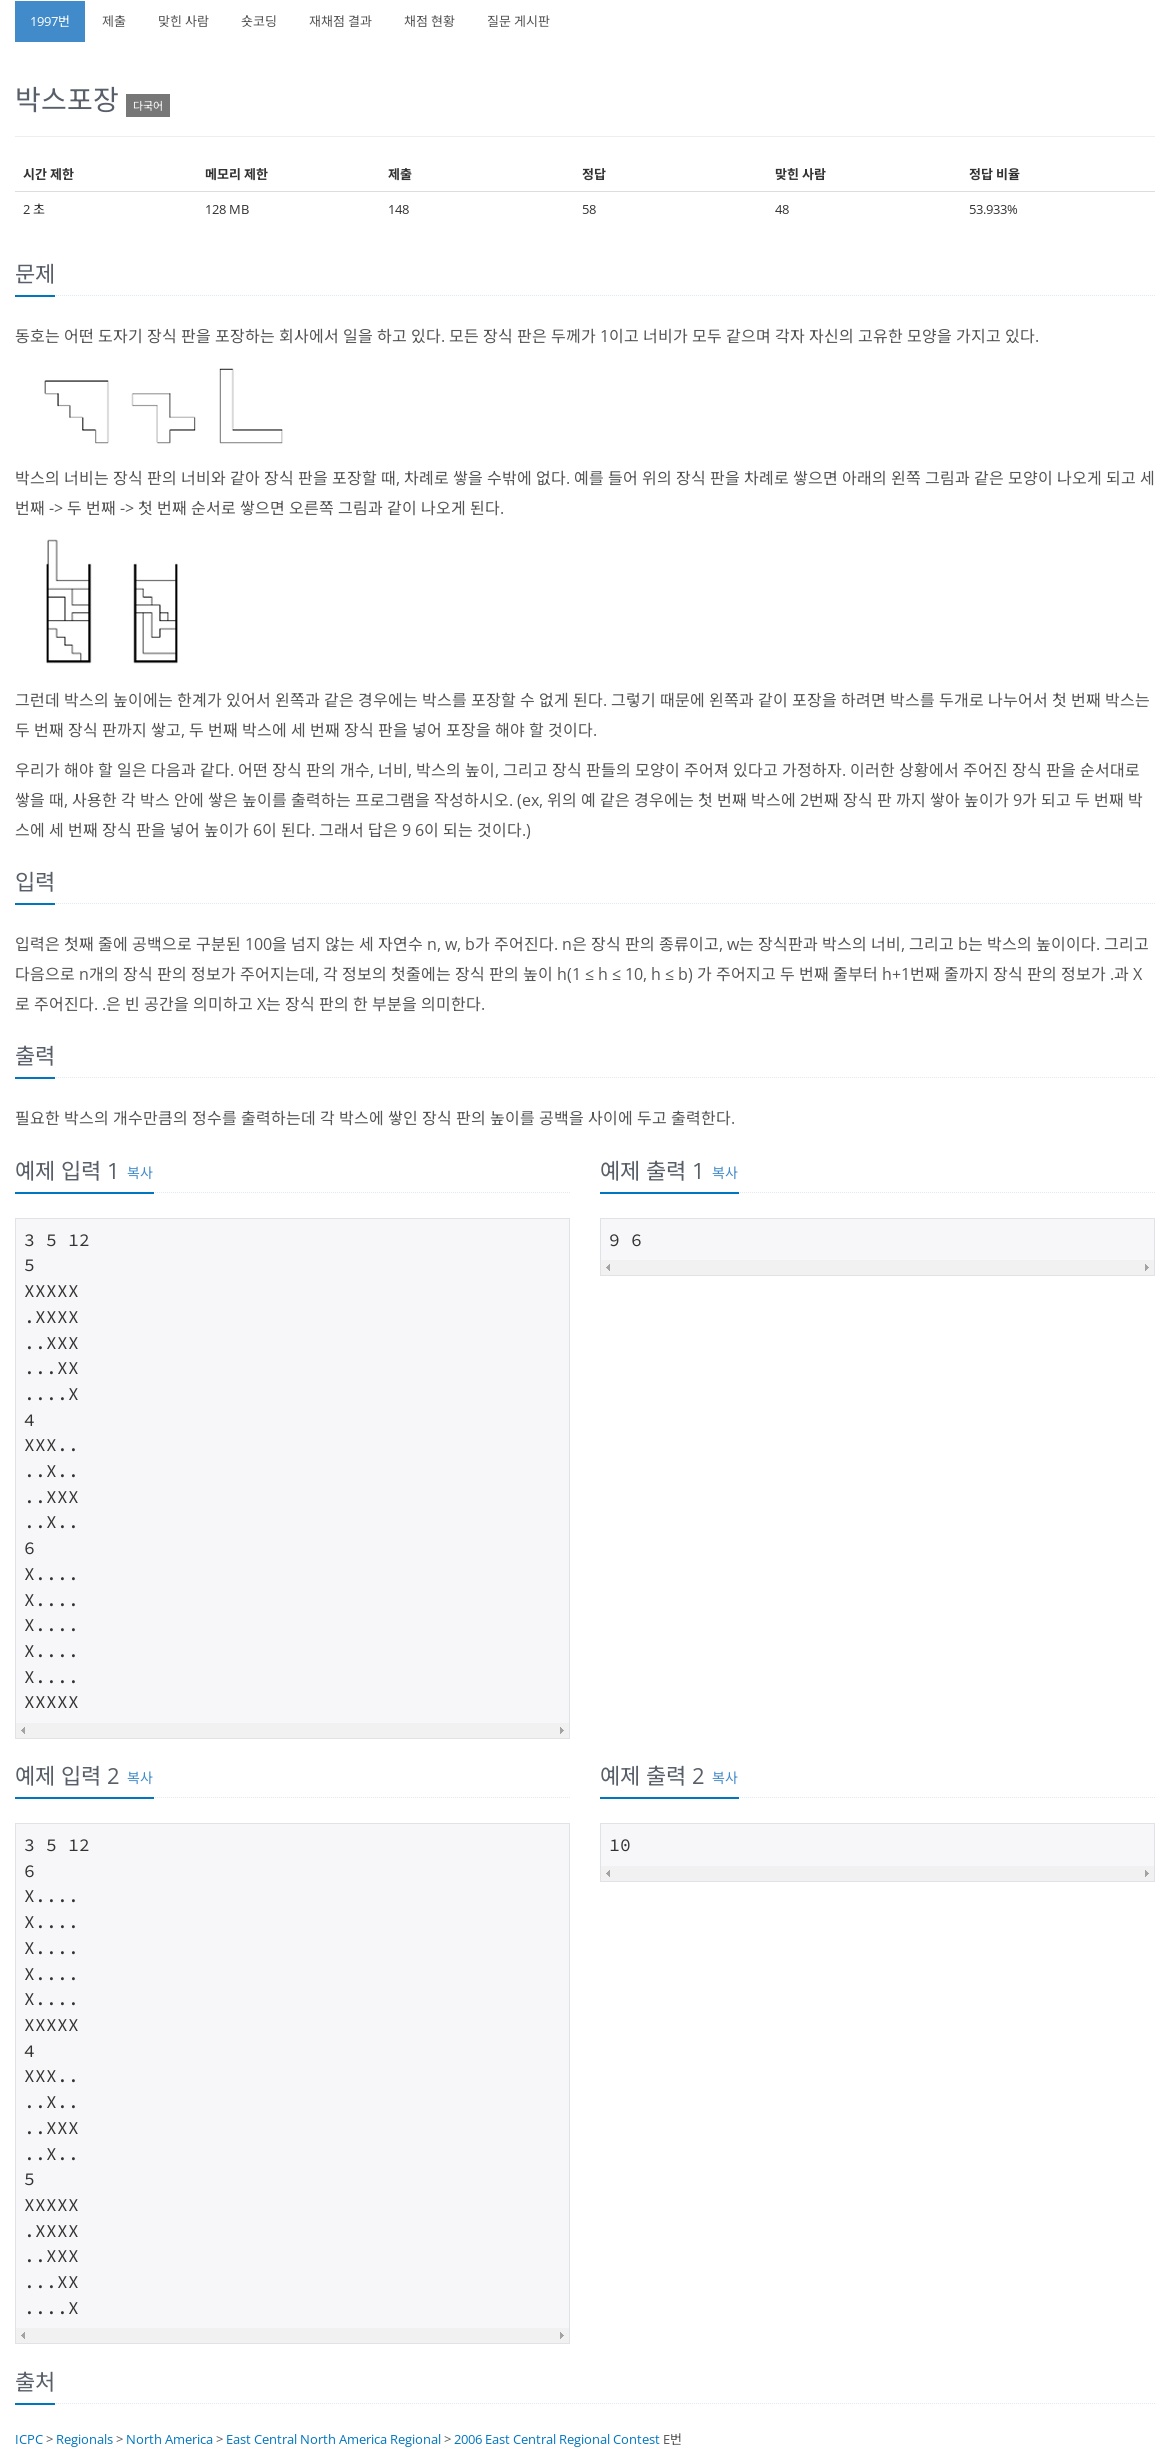 1997번 제출 맞힌 사람 숏코딩 재채점 결과 채점 현황 질문 게시판
박스포장 다국어
시간 제한 메모리 제한 제출 정답 맞힌 사람 정답 비율
2 초 128 MB 148 58 48 53.933%
문제
동호는 어떤 도자기 장식 판을 포장하는 회사에서 일을 하고 있다. 모든 장식 판은 두께가 1이고 너비가 모두 같으며 각자 자신의 고유한 모양을 가지고 있다.
박스의 너비는 장식 판의 너비와 같아 장식 판을 포장할 때, 차례로 쌓을 수밖에 없다. 예를 들어 위의 장식 판을 차례로 쌓으면 아래의 왼쪽 그림과 같은 모양이 나오게 되고 세
번째 -> 두 번째 -> 첫 번째 순서로 쌓으면 오른쪽 그림과 같이 나오게 된다.
그런데 박스의 높이에는 한계가 있어서 왼쪽과 같은 경우에는 박스를 포장할 수 없게 된다. 그렇기 때문에 왼쪽과 같이 포장을 하려면 박스를 두개로 나누어서 첫 번째 박스는
두 번째 장식 판까지 쌓고, 두 번째 박스에 세 번째 장식 판을 넣어 포장을 해야 할 것이다.
우리가 해야 할 일은 다음과 같다. 어떤 장식 판의 개수, 너비, 박스의 높이, 그리고 장식 판들의 모양이 주어져 있다고 가정하자. 이러한 상황에서 주어진 장식 판을 순서대로
쌓을 때, 사용한 각 박스 안에 쌓은 높이를 출력하는 프로그램을 작성하시오. (ex, 위의 예 같은 경우에는 첫 번째 박스에 2번째 장식 판 까지 쌓아 높이가 9가 되고 두 번째 박
스에 세 번째 장식 판을 넣어 높이가 6이 된다. 그래서 답은 9 6이 되는 것이다.)
입력
입력은 첫째 줄에 공백으로 구분된 100을 넘지 않는 세 자연수 n, w, b가 주어진다. n은 장식 판의 종류이고, w는 장식판과 박스의 너비, 그리고 b는 박스의 높이이다. 그리고
다음으로 n개의 장식 판의 정보가 주어지는데, 각 정보의 첫줄에는 장식 판의 높이 h(1 ≤ h ≤ 10, h ≤ b) 가 주어지고 두 번째 줄부터 h+1번째 줄까지 장식 판의 정보가 .과 X
로 주어진다. .은 빈 공간을 의미하고 X는 장식 판의 한 부분을 의미한다.
출력
필요한 박스의 개수만큼의 정수를 출력하는데 각 박스에 쌓인 장식 판의 높이를 공백을 사이에 두고 출력한다.
예제 입력 1 복사
3 5 12
5
XXXXX
.XXXX
..XXX
...XX
....X
4
XXX..
..X..
..XXX
..X..
6
X....
X....
X....
X....
X....
XXXXX
예제 출력 1 복사
9 6
예제 입력 2 복사
3 5 12
6
X....
X....
X....
X....
X....
XXXXX
4
XXX..
..X..
..XXX
..X..
5
XXXXX
.XXXX
..XXX
...XX
....X
예제 출력 2 복사
10
출처
ICPC > Regionals > North America > East Central North America Regional > 2006 East Central Regional Contest E번